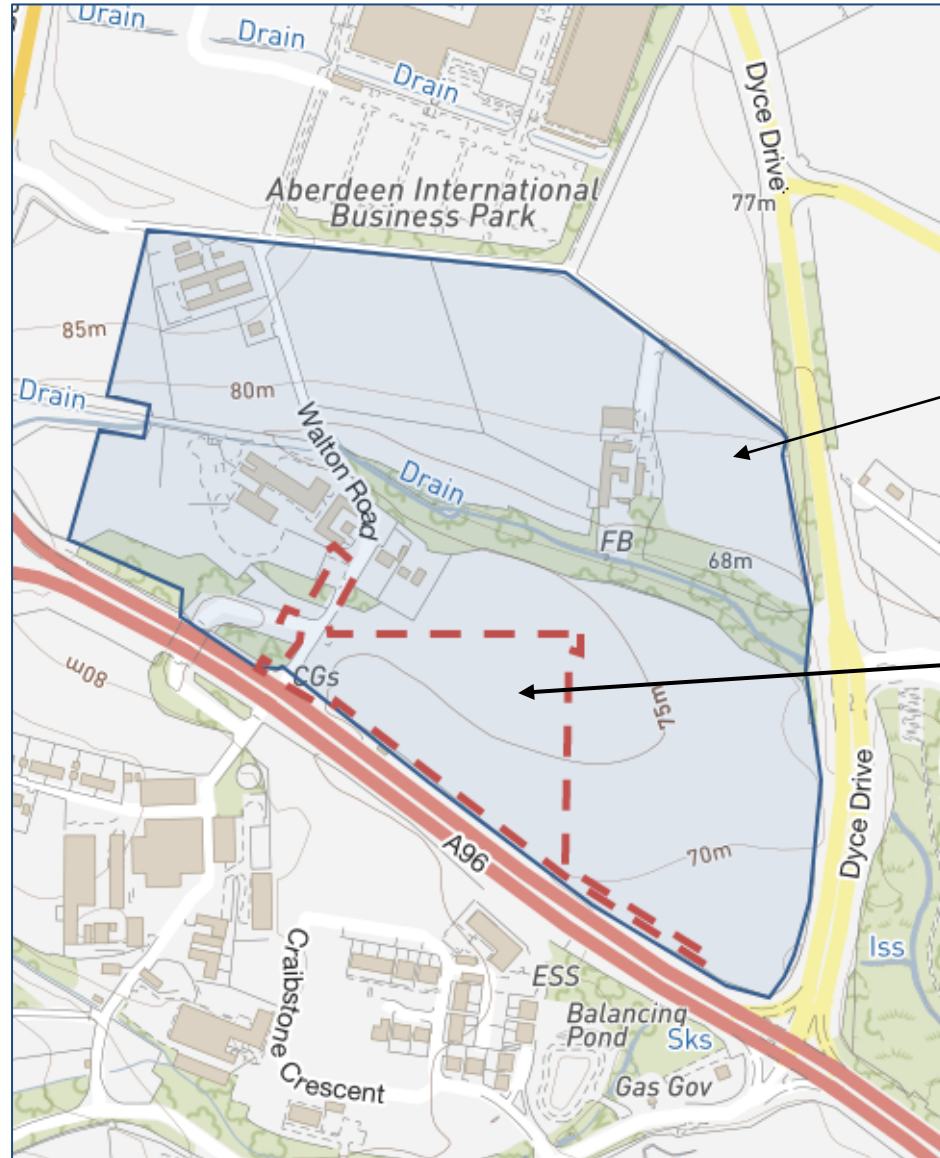 Drain
Drain
Drain
Dyce Drive
Aberdeen International
Business Park
77m
85m
Drain
80m
Walton Road
Drain
FB
68m
80m
CGs
75m
A96
70m
Dyce Drive
Craibstone
Crescent
ESS
Balancing
Pond
Sks
Iss
Gas Gov